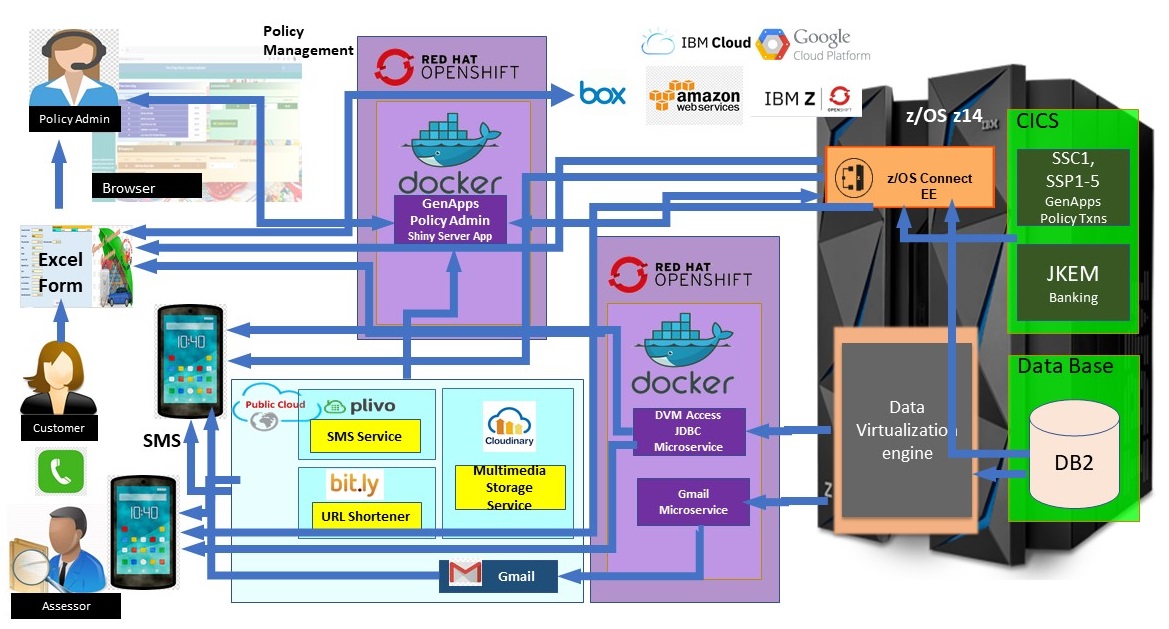 Policy
Management
RED HAT
OPENSHIFT
IBM Cloud
Google
Cloud Platform
box
amazon
webservices
IBM Z
OPENSHIFT
z/OS z14
CICS
SSC1,
SSP1-5
GenApps
Policy Txns
JKEM
Banking
z/OS Connect
EE
Policy Admin
Browser
docker
GenApps
Policy Admin
Shiny Server App
Excel
Form
RED HAT
OPENSHIFT
docker
10:40
Customer
SMS
Public Cloud
plivo
SMS Service
Cloudinary
Multimedia
Storage
Service
bit.ly
URL Shortener
DVM Access
JDBC
Microservice
Gmail
Microservice
Data
Virtualization
engine
Z
Data Base
DB2
10:40
Gmail
Assessor